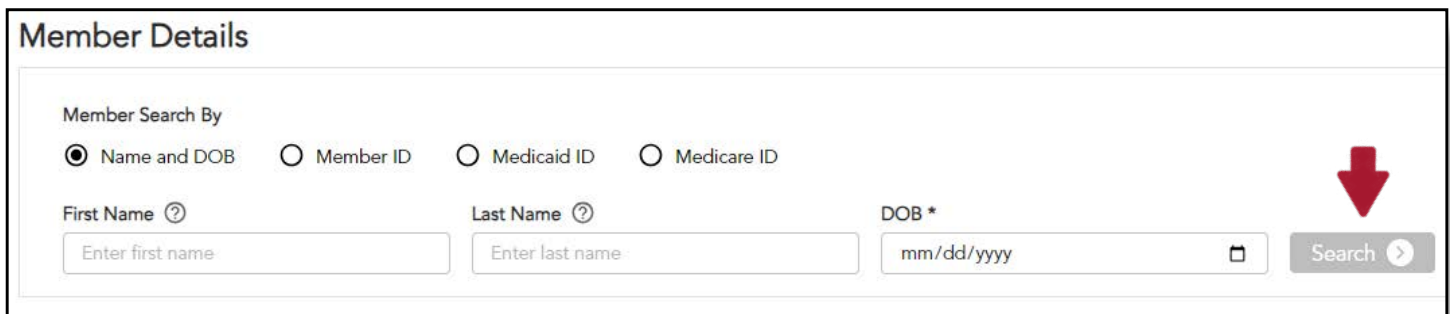 Member Details
Member Search By
Name and DOB Member ID Medicaid ID Medicare ID
First Name Last Name DOB *
Enter first name Enter last name mm/dd/yyyy Search